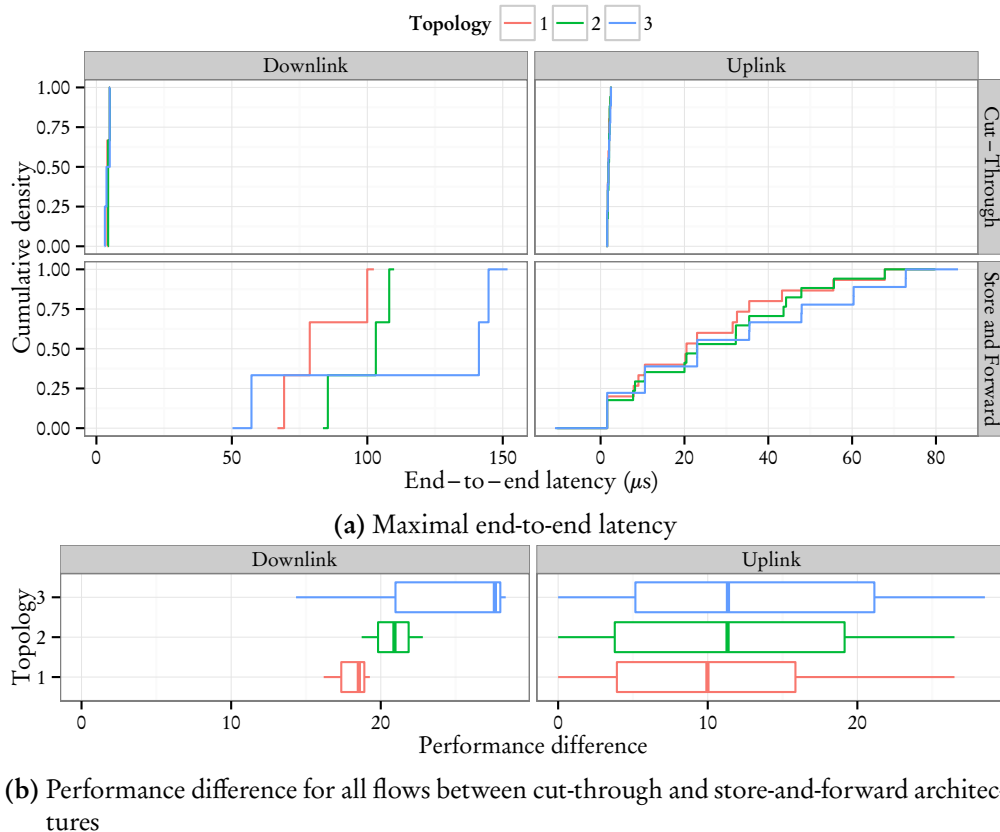 Topology 1 2 3
Downlink Uplink
1.00
0.75
0.50
0.25
0.00
Cut–Through
1.00
0.75
0.50
0.25
0.00
Store and Forward
Cumulative density
0 50 100 150 0 20 40 60 80
End–to–end latency (μs)
(a) Maximal end-to-end latency
Downlink Uplink
3
2
1
Topology
0 10 20 0 10 20
Performance difference
(b) Performance difference for all flows between cut-through and store-and-forward architec-
tures